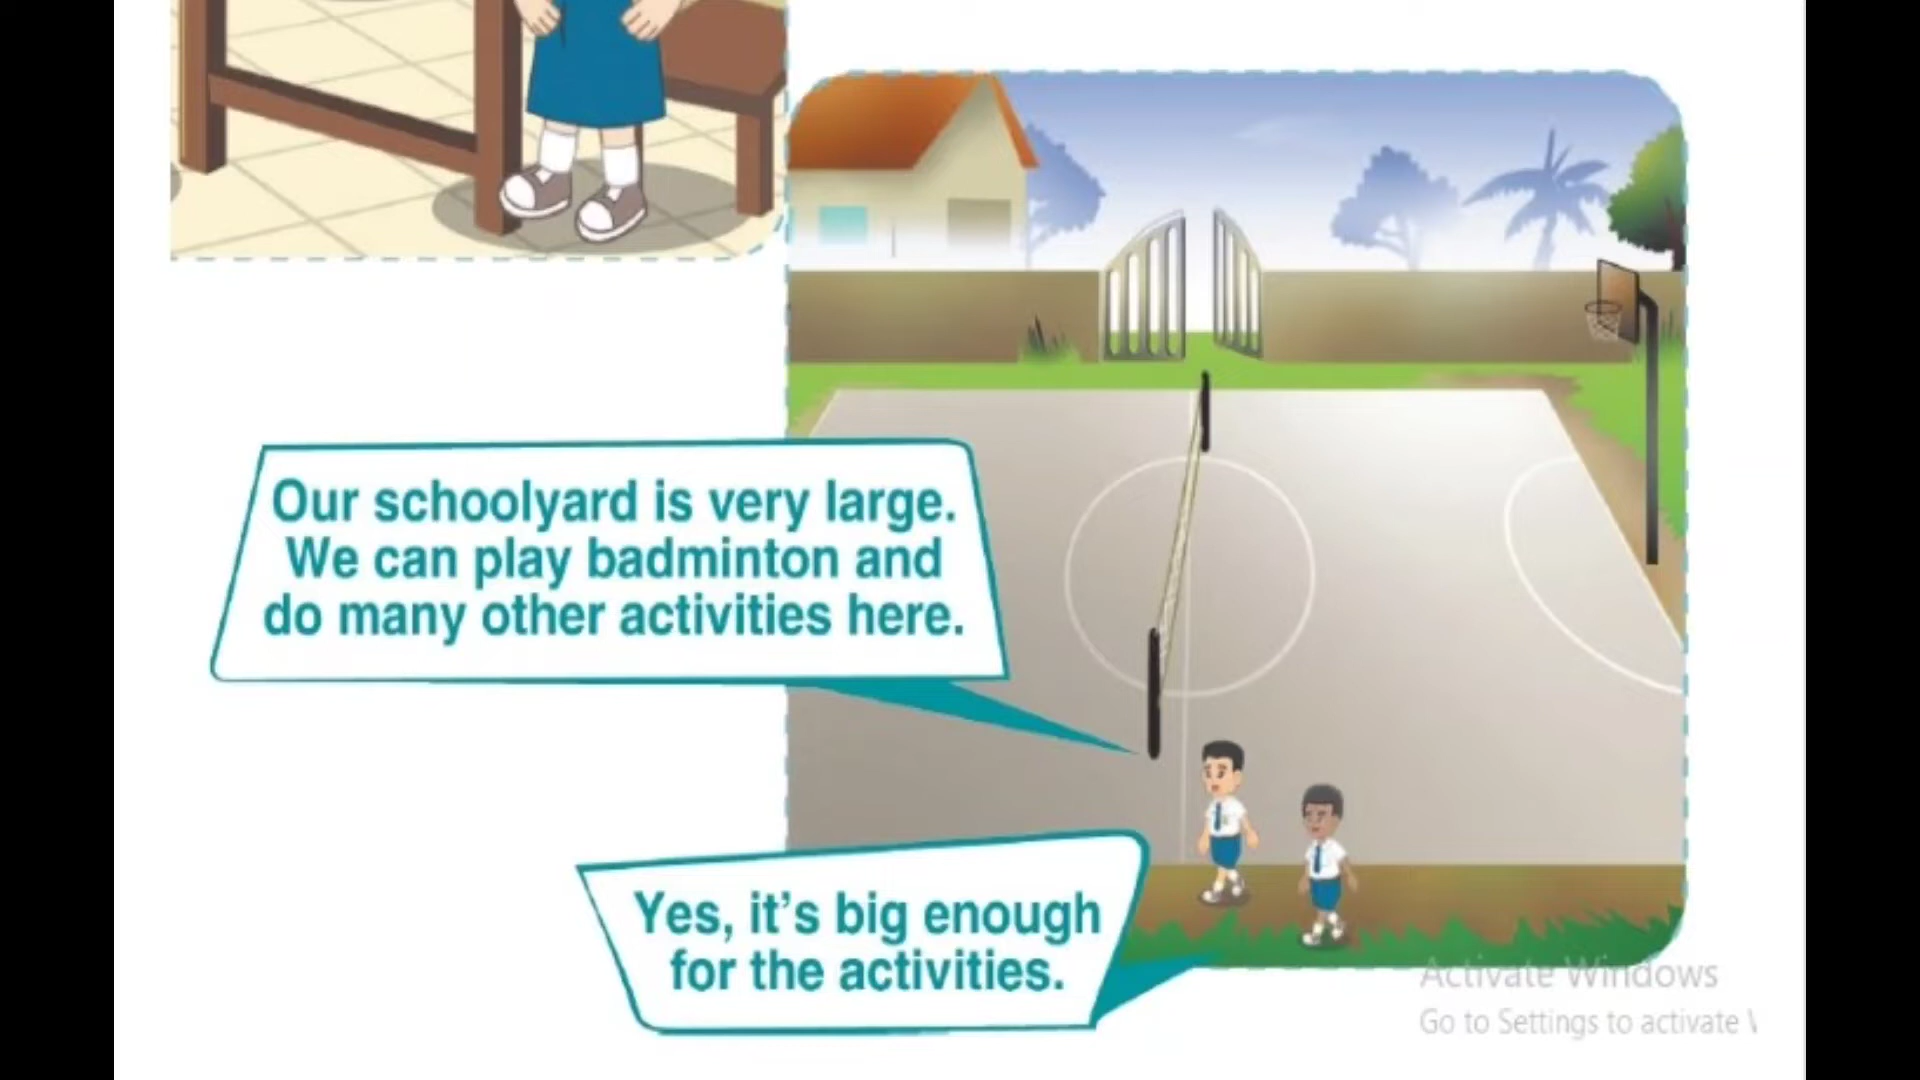 Our schoolyard is very large.
We can play badminton and
do many other activities here.
Yes, it's big enough
for the activities.
Activate Windows
Go to Settings to activate